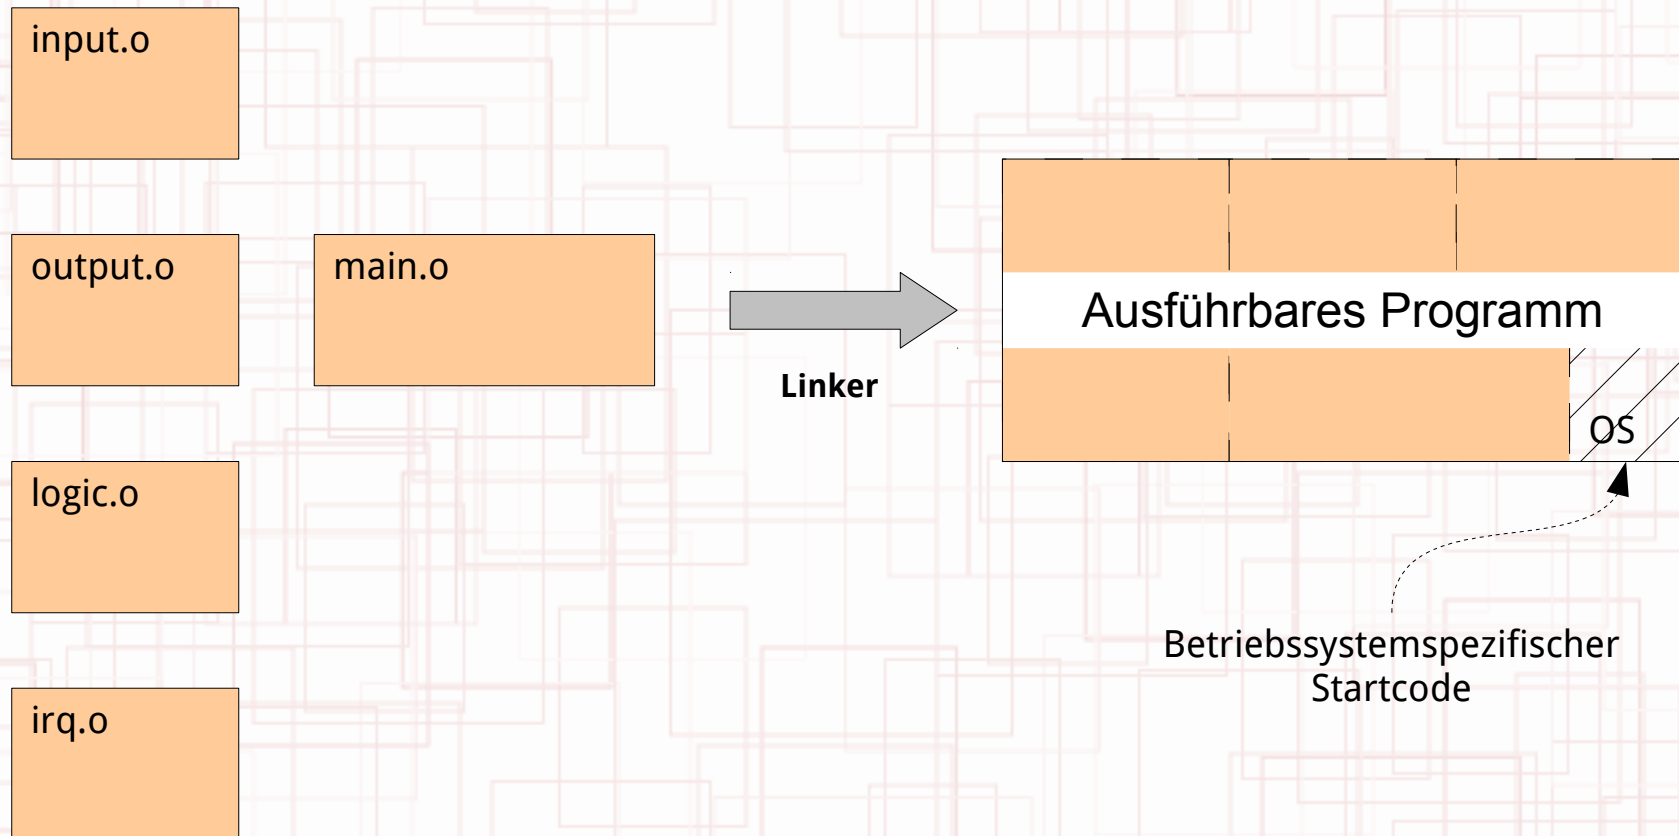 input.o
output.o
main.o
logic.o
irq.o
Linker
Ausführbares Programm
OS
Betriebssystemspezifischer
Startcode